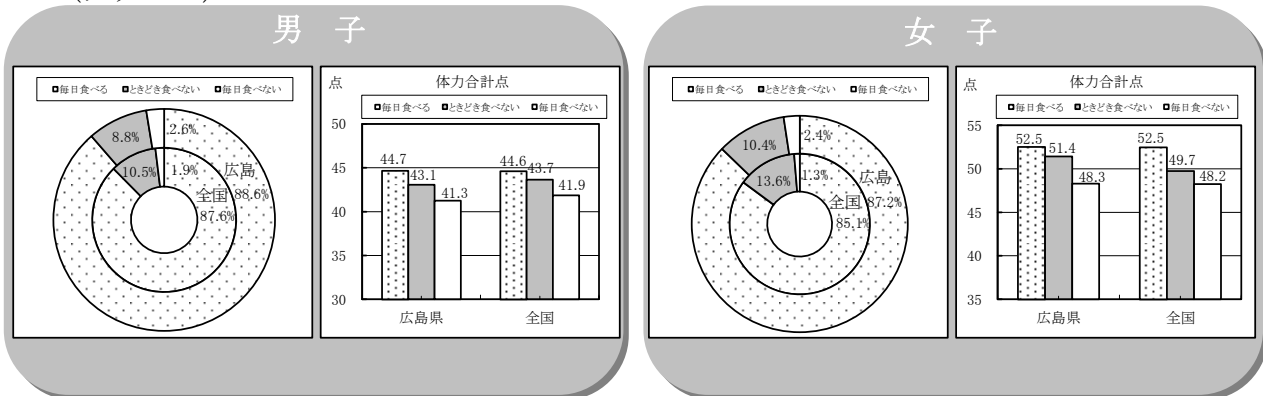 男 子
■毎日食べる ■ときどき食べない □毎日食べない
2.6%
8.8%
1.9%
10.5%
広島
88.6%
全国
87.6%
点
体力合計点
■毎日食べる ■ときどき食べない □毎日食べない
50
45
40
35
30
44.7
43.1
41.3
44.6
43.7
41.9
広島県
全国
女 子
■毎日食べる ■ときどき食べない □毎日食べない
2.4%
10.4%
1.3%
13.6%
広島
87.2%
全国
85.1%
点
体力合計点
■毎日食べる ■ときどき食べない □毎日食べない
55
50
45
40
35
52.5
51.4
48.3
52.5
49.7
48.2
広島県
全国